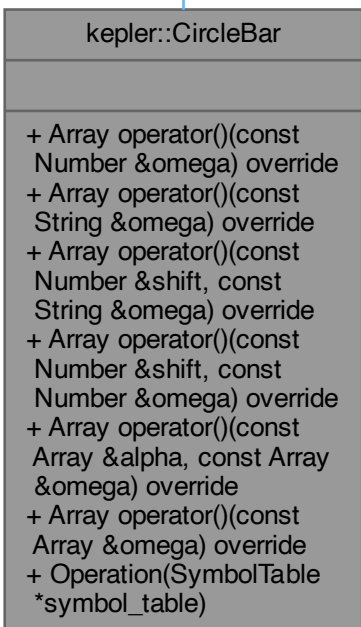 kepler::CircleBar
+ Array operator()(const
Number &omega) override
+ Array operator()(const
String &omega) override
+ Array operator()(const
Number &shift, const
String &omega) override
+ Array operator()(const
Number &shift, const
Number &omega) override
+ Array operator()(const
Array &alpha, const Array
&omega) override
+ Array operator()(const
Array &omega) override
+ Operation(SymbolTable
*symbol_table)